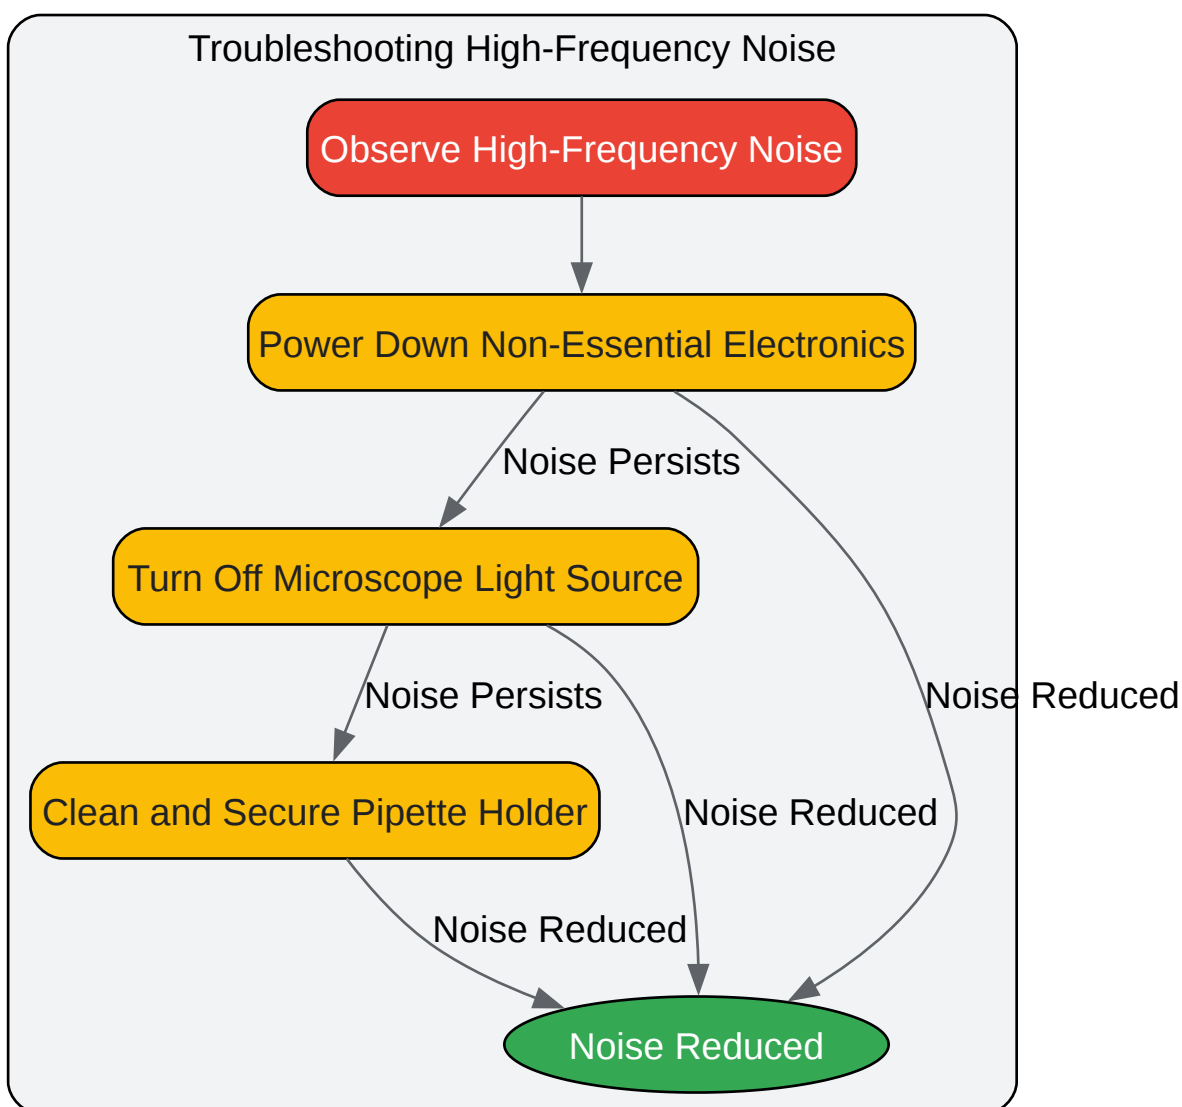 Troubleshooting High-Frequency Noise
Observe High-Frequency Noise
Power Down Non-Essential Electronics
Noise Persists
Turn Off Microscope Light Source
Noise Persists
Noise Reduced
Clean and Secure Pipette Holder
Noise Reduced
Noise Reduced
Noise Reduced